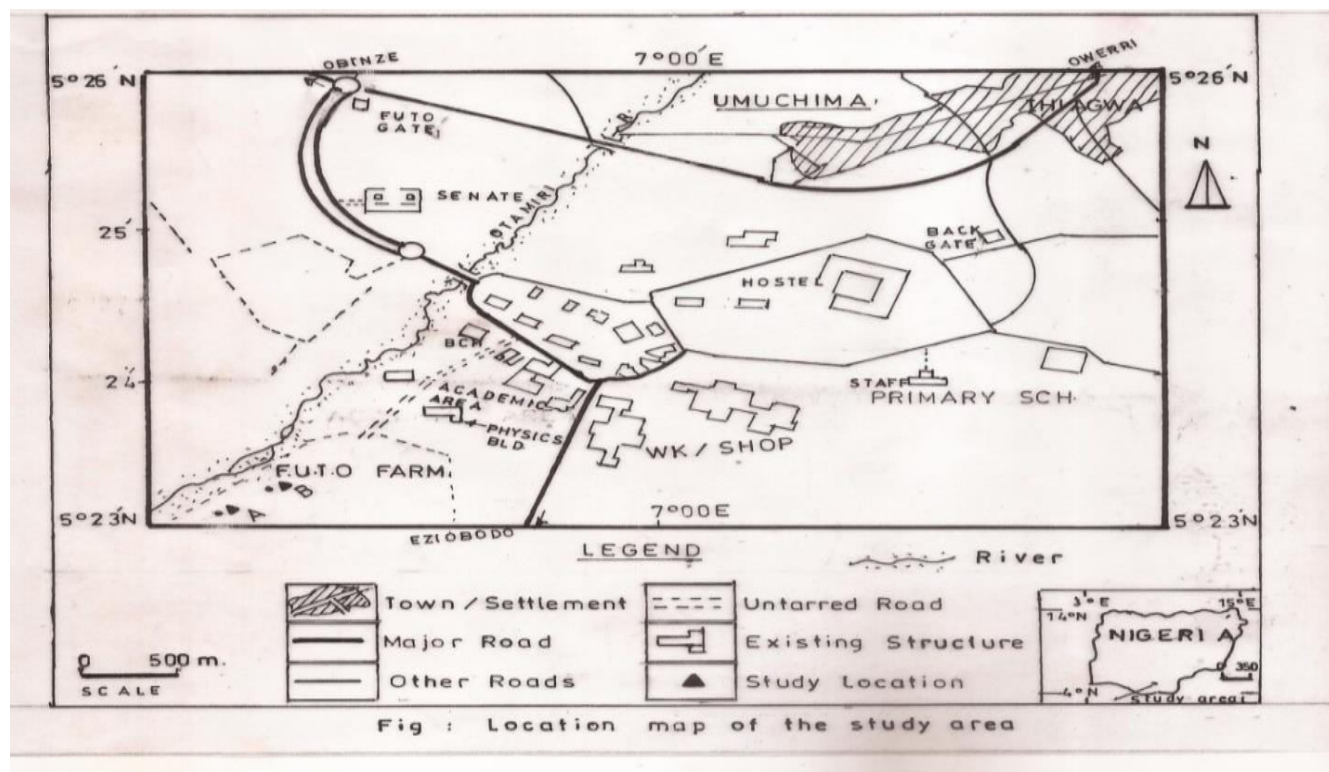 OBINZE
7°00'E
OWERRI
5°26'N
5°26'N
UMUCHIMA
IHIAGWA
FUTO
GATE
R.
N
SENATE
OTAMIRI
25'
BACK
GATE
HOSTEL
BCH
24
ACADEMIC
AREA
STAFF
PRIMARY SCH
PHYSICS
BLD
WK/SHOP
F.U.T.O FARM
B
A
5°23'N
7°00E
5°23'N
EZIOBODO
LEGEND
River
Town/Settlement
Untarred Road
3°E
15°E
14°N
Major Road
Existing Structure
NIGERIA
0 500 m.
SCALE
Other Roads
Study Location
0 350
4°N
Study area
Fig : Location map of the study area